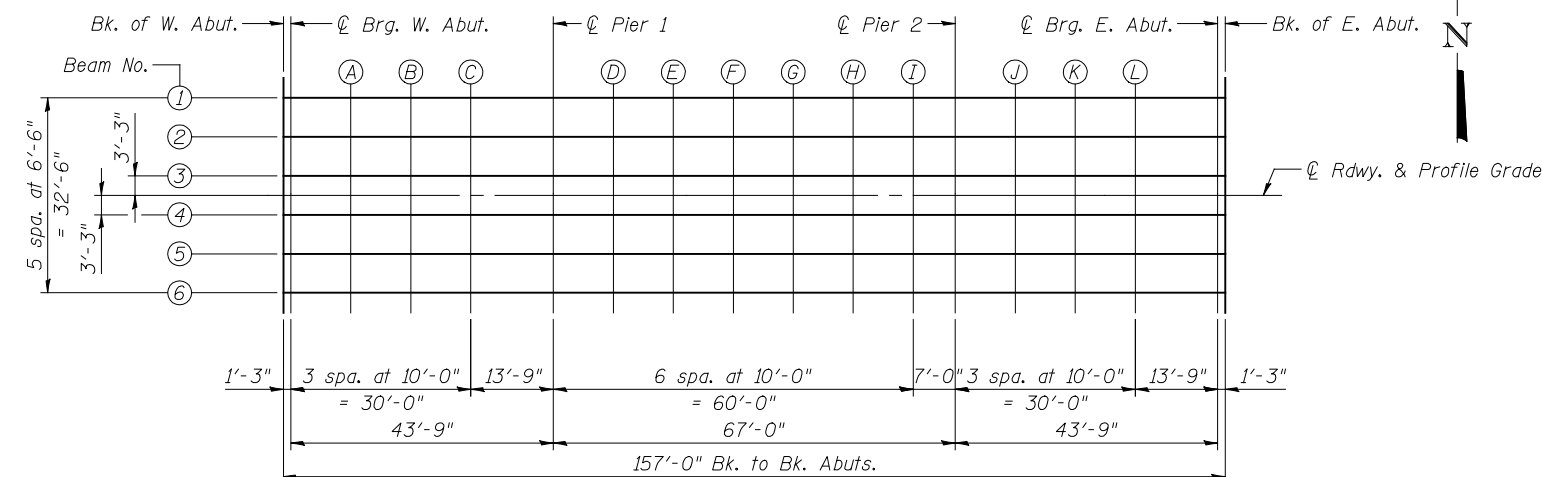 Bk. of W. Abut.
℄ Brg. W. Abut.
℄ Pier 1
℄ Pier 2
℄ Brg. E. Abut.
Bk. of E. Abut.
N
Beam No.
A B C D E F G H I J K L
1
2
3
4
5
6
5 spa. at 6'-6"
= 32'-6"
3'-3"
3'-3"
℄ Rdwy. & Profile Grade
1'-3" 3 spa. at 10'-0" 13'-9" 6 spa. at 10'-0" 7'-0" 3 spa. at 10'-0" 13'-9" 1'-3"
= 30'-0" = 60'-0" = 30'-0"
43'-9" 67'-0" 43'-9"
157'-0" Bk. to Bk. Abuts.